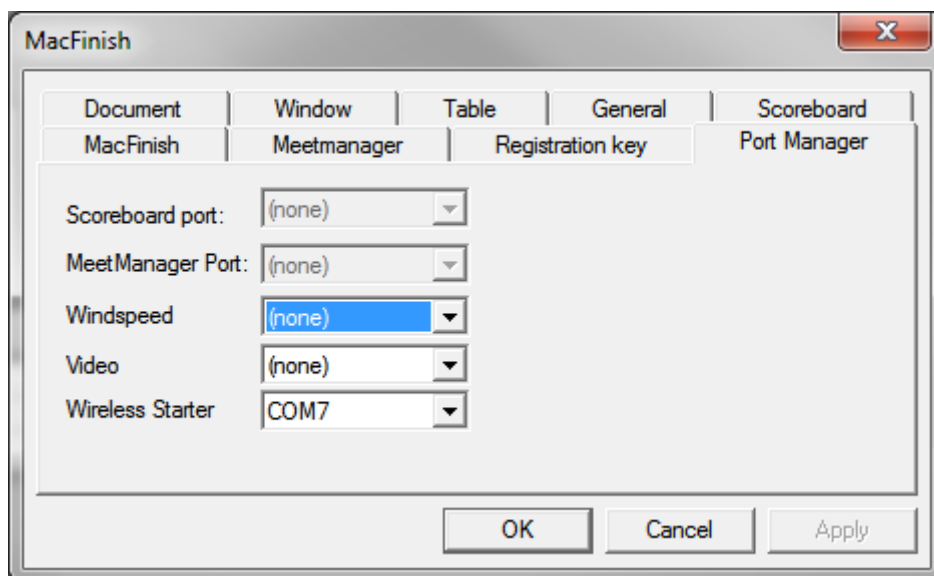 MacFinish
Document Window Table General Scoreboard
MacFinish Meetmanager Registration key Port Manager
Scoreboard port: (none)
MeetManager Port: (none)
Windspeed (none)
Video (none)
Wireless Starter COM7
OK Cancel Apply